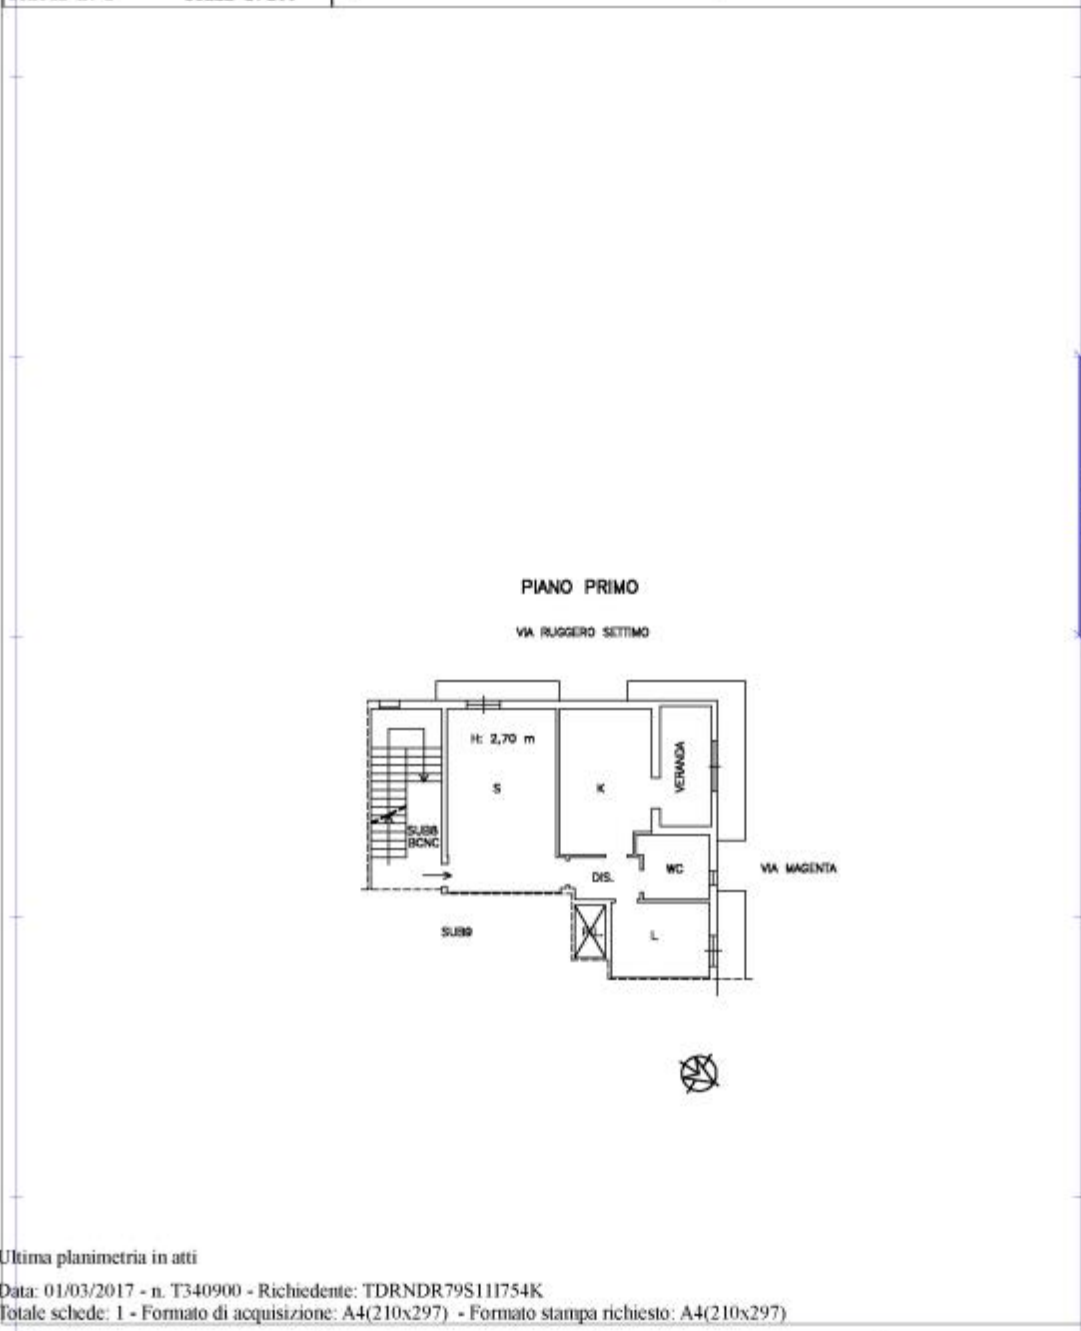 PIANO PRIMO
VIA RUGGERO SETTIMO
H: 2,70 m
S
K
VERANDA
SUB8
BCNC
DIS.
WC
VIA MAGENTA
SUB9
L
Ultima planimetria in atti
Data: 01/03/2017 - n. T340900 - Richiedente: TDRNDR79S11I754K
Totale schede: 1 - Formato di acquisizione: A4(210x297) - Formato stampa richiesto: A4(210x297)